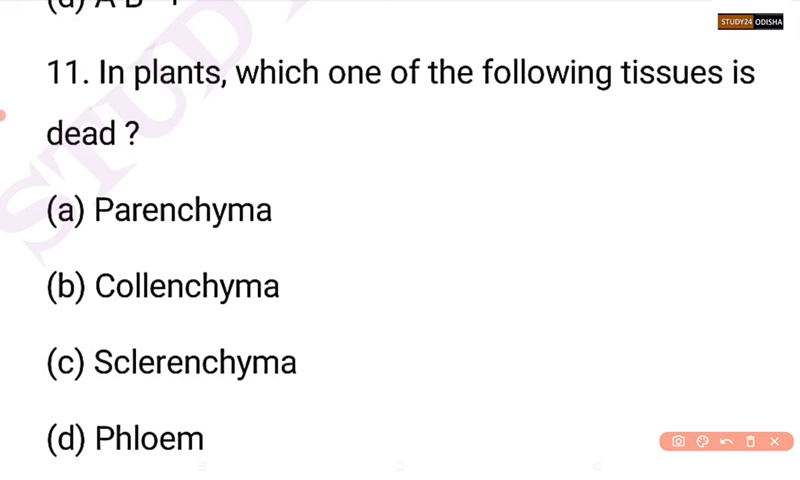 STUDY24 ODISHA
11. In plants, which one of the following tissues is
dead ?
(a) Parenchyma
(b) Collenchyma
(c) Sclerenchyma
(d) Phloem